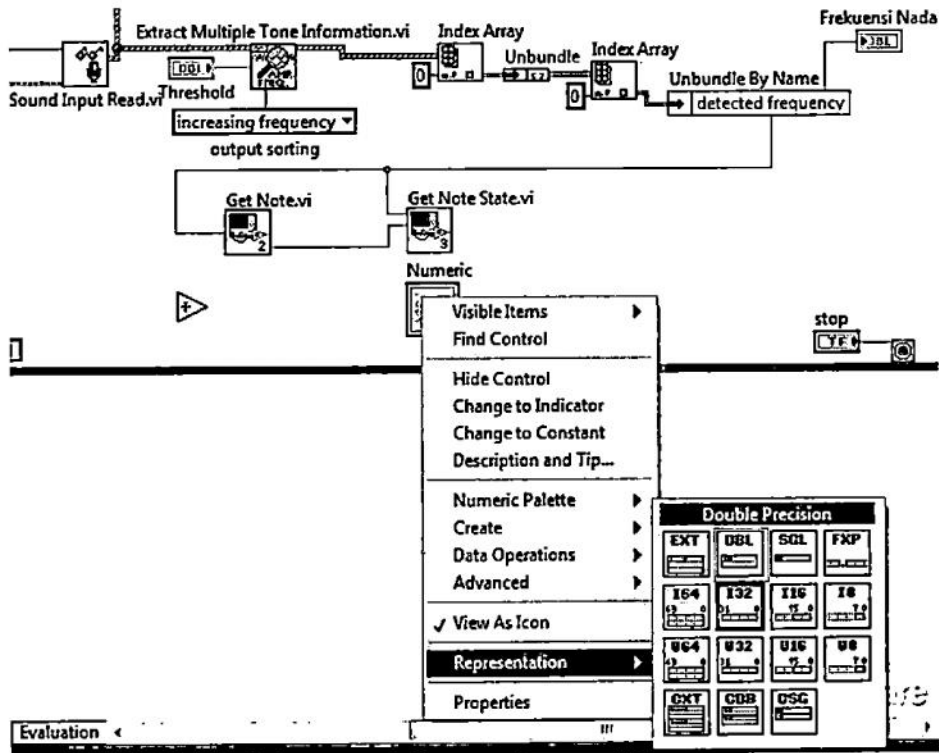 Frekuensi Nada
DBL
Extract Multiple Tone Information.vi
Index Array
Unbundle
Index Array
Unbundle By Name
detected frequency
Sound Input Read.vi
DBL
Threshold
FREQ.
0
0
increasing frequency
output sorting
Get Note.vi
2
Get Note State.vi
3
Numeric
stop
TF
Visible Items
Find Control
Hide Control
Change to Indicator
Change to Constant
Description and Tip...
Numeric Palette
Create
Data Operations
Advanced
View As Icon
Representation
Properties
Double Precision
EXT DBL SGL FXP
I64 I32 I16 I8
U64 U32 U16 U8
CXT CDB CSG
Evaluation